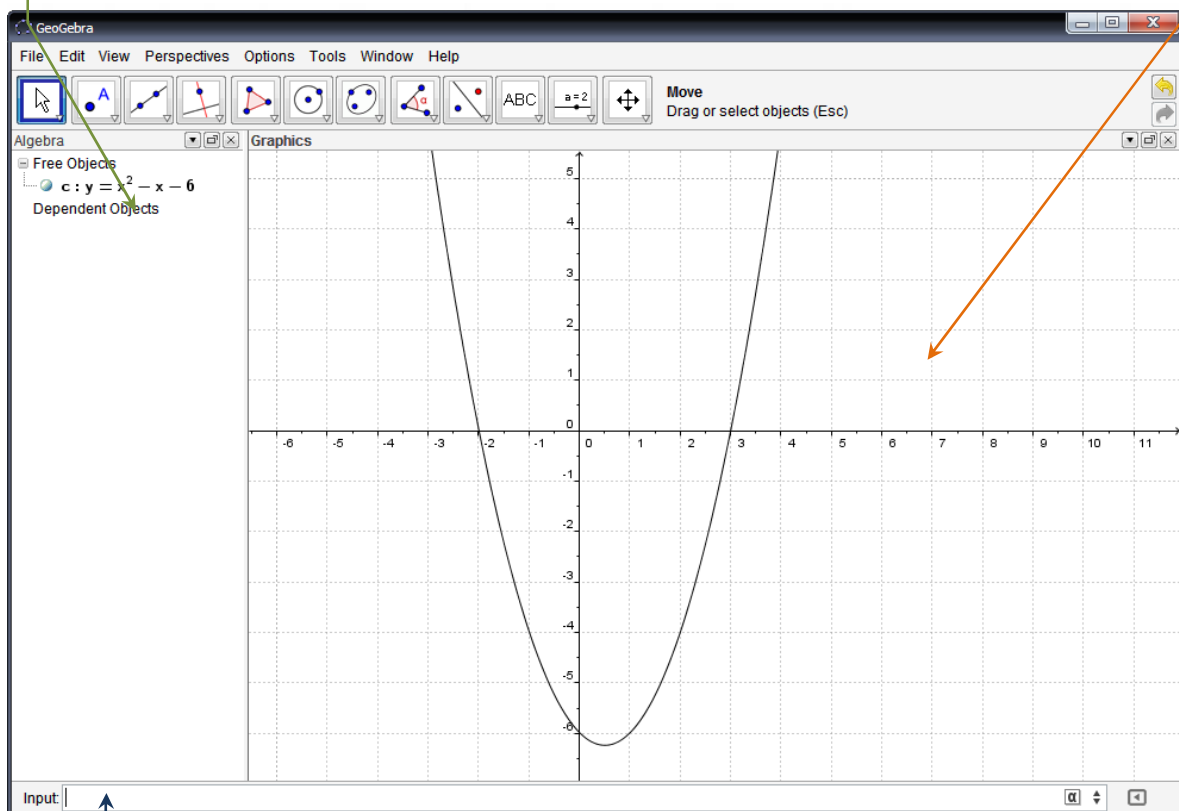 GeoGebra
File Edit View Perspectives Options Tools Window Help
A
α
ABC
a=2
Move
Drag or select objects (Esc)
Algebra
Graphics
Free Objects
c : y = x² − x − 6
Dependent Objects
5
4
3
2
1
0
-6 -5 -4 -3 -2 -1 0 1 2 3 4 5 6 7 8 9 10 11
-1
-2
-3
-4
-5
-6
Input:
α